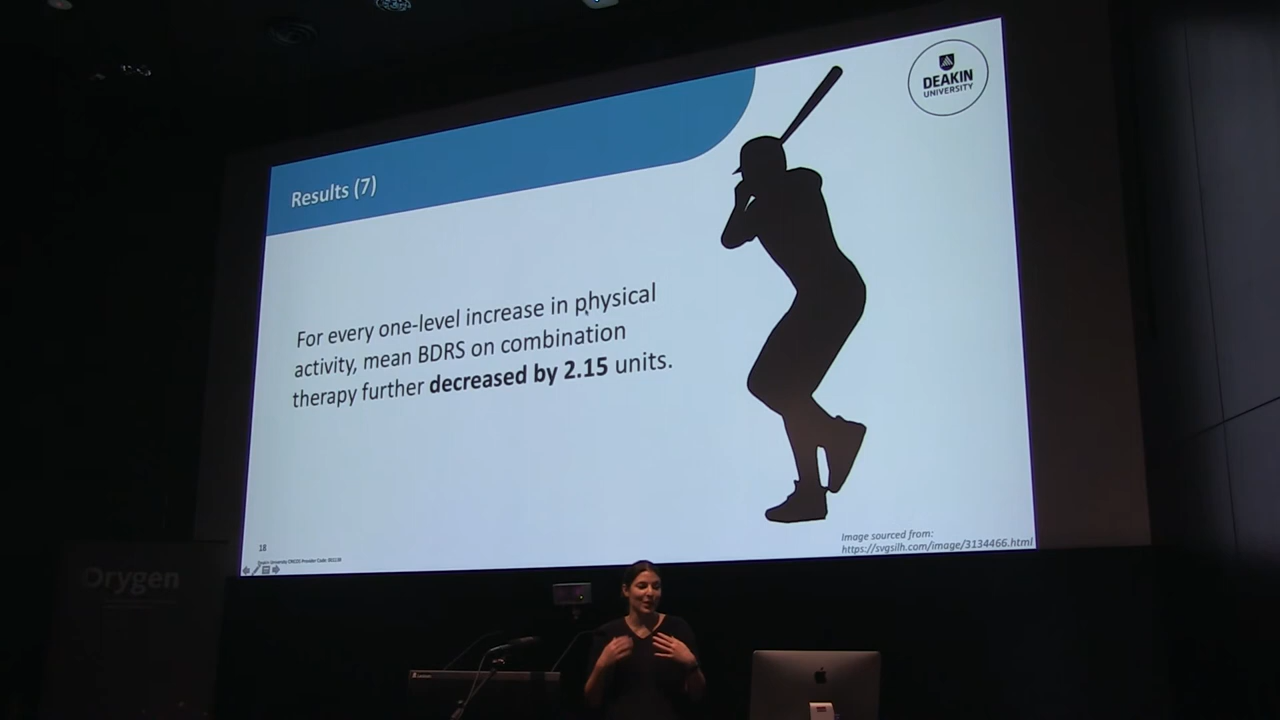 DEAKIN
UNIVERSITY
Results (7)
For every one-level increase in physical
activity, mean BDRS on combination
therapy further decreased by 2.15 units.
Image sourced from:
https://svgsilh.com/image/3134466.html
18
Orygen